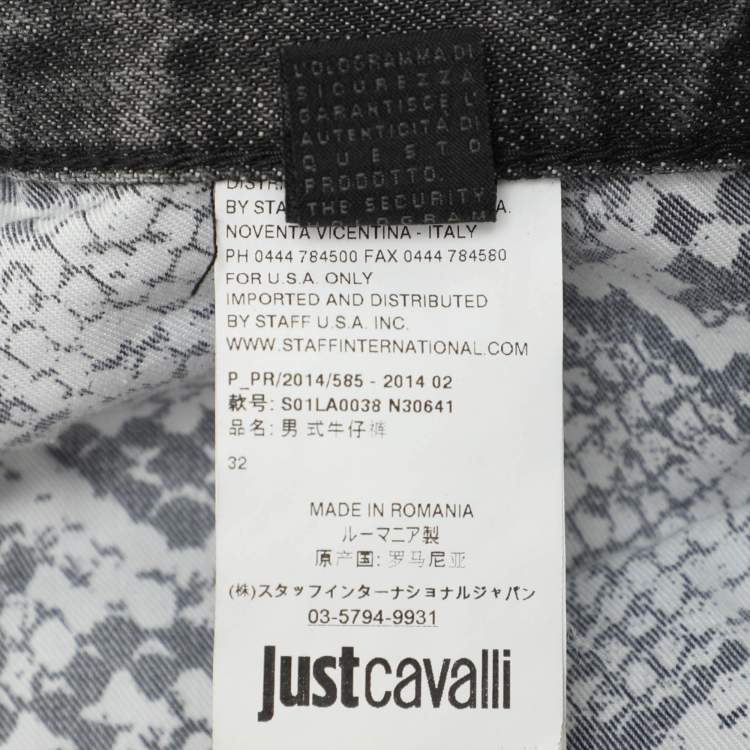 L'OLOGRAMMA DI
SICUREZZA
GARANTISCE L'
AUTENTICITÀ DI
QUESTO
PRODOTTO.
THE SECURITY
BY STAF A.
NOVENTA VICENTINA - ITALY
PH 0444 784500 FAX 0444 784580
FOR U.S.A. ONLY
IMPORTED AND DISTRIBUTED
BY STAFF U.S.A. INC.
WWW.STAFFINTERNATIONAL.COM
P_PR/2014/585 - 2014 02
款号: S01LA0038 N30641
品名: 男 式牛仔裤
32
MADE IN ROMANIA
ルーマニア製
原产国: 罗马尼亚
(株)スタッフインターナショナルジャパン
03-5794-9931
justcavalli